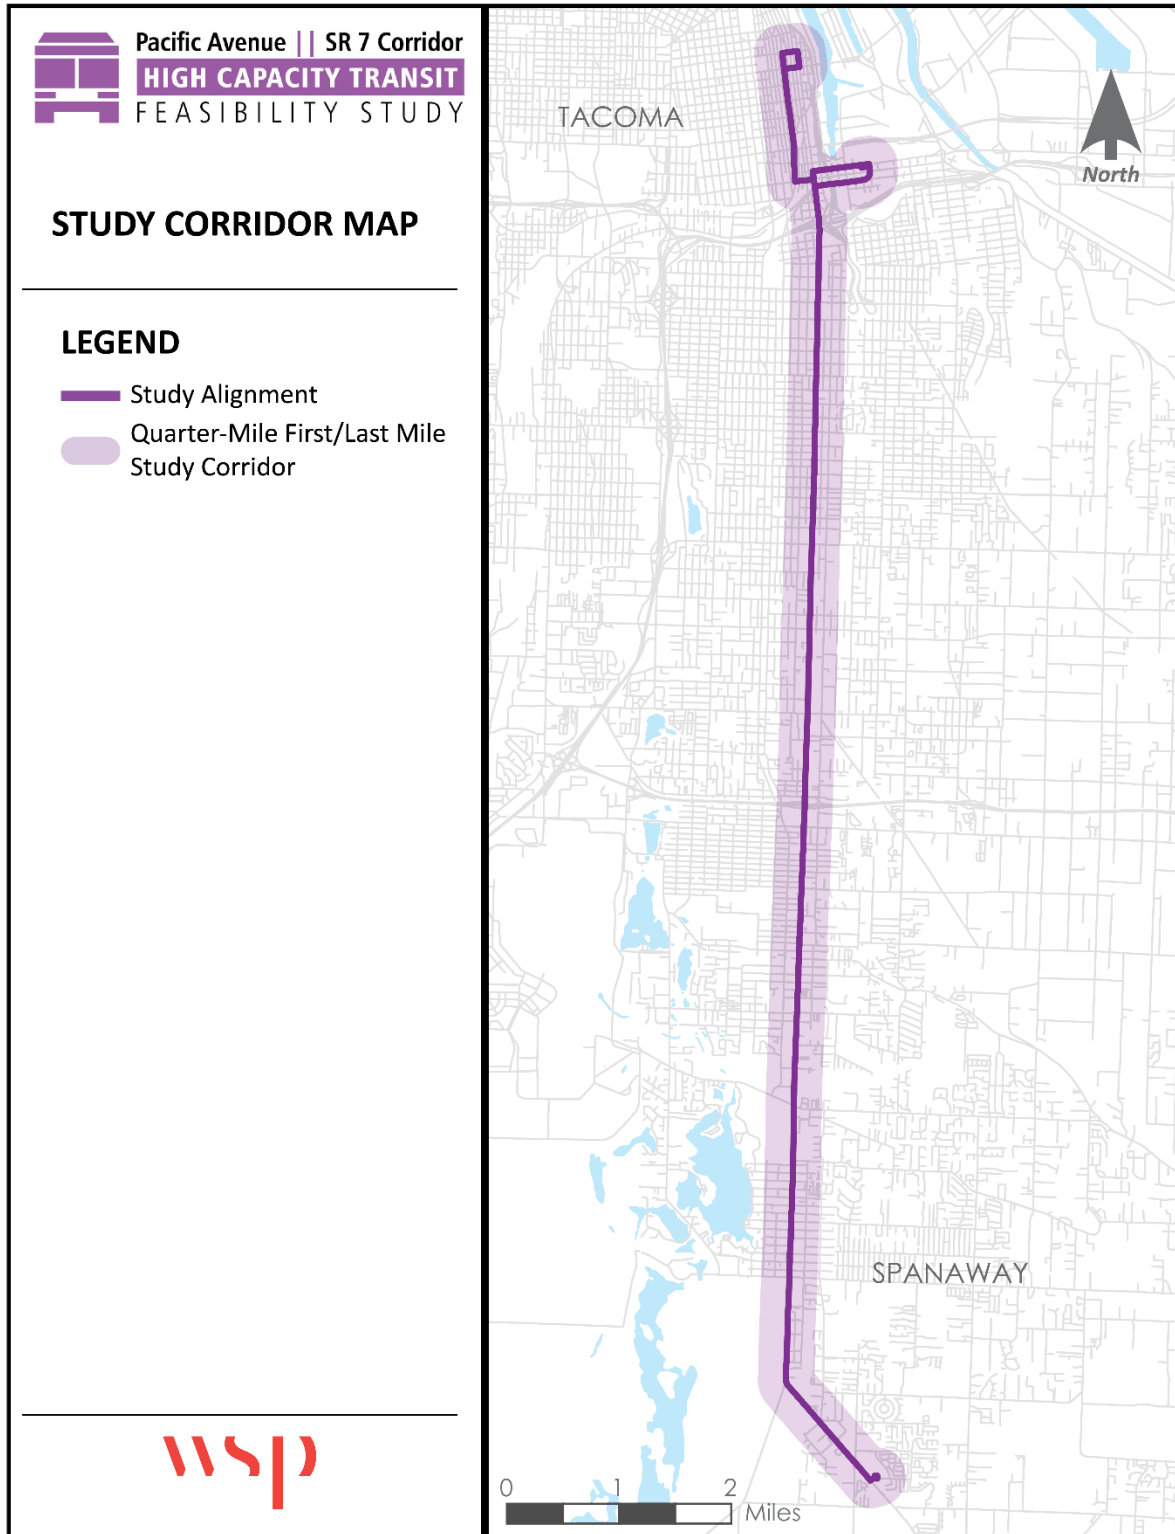 Pacific Avenue || SR 7 Corridor
HIGH CAPACITY TRANSIT
FEASIBILITY STUDY
STUDY CORRIDOR MAP
LEGEND
Study Alignment
Quarter-Mile First/Last Mile
Study Corridor
wsp
TACOMA
North
SPANAWAY
0 1 2
Miles